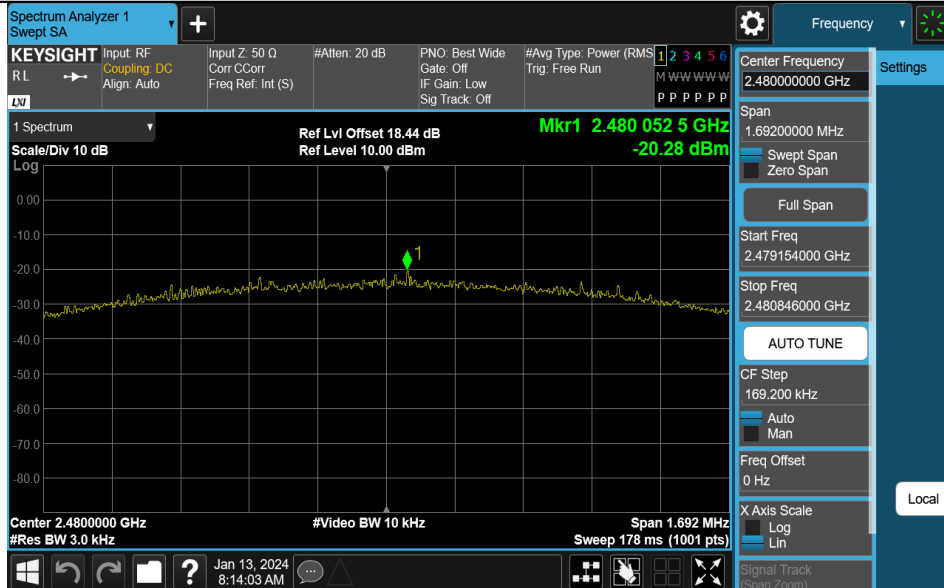 Spectrum Analyzer 1
Swept SA
Frequency
KEYSIGHT
RL
LXI
Input: RF
Coupling: DC
Align: Auto
Input Z: 50 Ω
Corr CCorr
Freq Ref: Int (S)
#Atten: 20 dB
PNO: Best Wide
Gate: Off
IF Gain: Low
Sig Track: Off
#Avg Type: Power (RMS
Trig: Free Run
1 2 3 4 5 6
M W W W W W
P P P P P P
Center Frequency
2.480000000 GHz
Settings
Span
1.69200000 MHz
Swept Span
Zero Span
Full Span
Start Freq
2.479154000 GHz
Stop Freq
2.480846000 GHz
AUTO TUNE
CF Step
169.200 kHz
Auto
Man
Freq Offset
0 Hz
X Axis Scale
Log
Lin
Signal Track
(Span Zoom)
Local
1 Spectrum
Scale/Div 10 dB
Log
Ref Lvl Offset 18.44 dB
Ref Level 10.00 dBm
Mkr1 2.480 052 5 GHz
-20.28 dBm
1
0.00
-10.0
-20.0
-30.0
-40.0
-50.0
-60.0
-70.0
-80.0
Center 2.4800000 GHz
#Res BW 3.0 kHz
#Video BW 10 kHz
Span 1.692 MHz
Sweep 178 ms (1001 pts)
?
Jan 13, 2024
8:14:03 AM